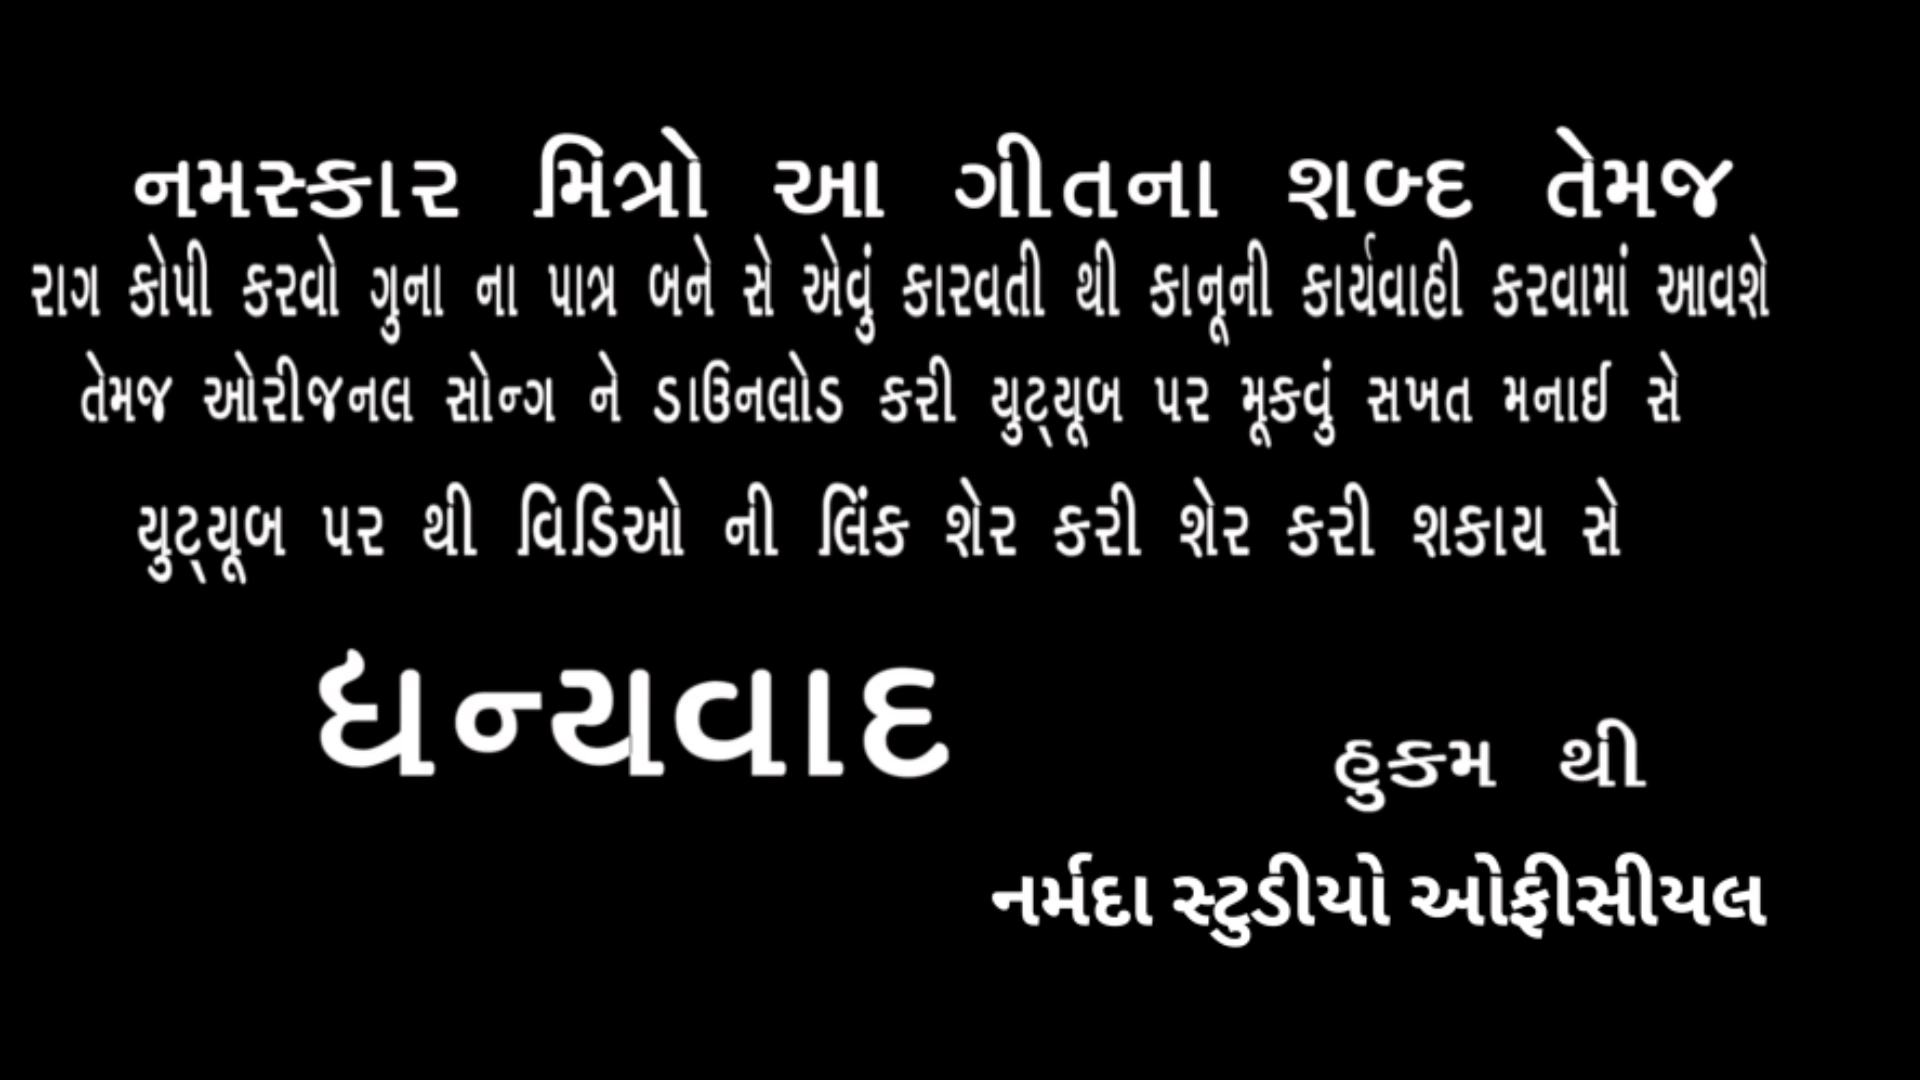 નમસ્કાર મિત્રો આ ગીતના શબ્દ તેમજ
રાગ કોપી કરવો ગુના ના પાત્ર બને સે એવું કારવતી થી કાનૂની કાર્યવાહી કરવામાં આવશે
તેમજ ઓરીજનલ સોન્ગ ને ડાઉનલોડ કરી યુટ્યૂબ પર મૂકવું સખત મનાઈ સે
યુટ્યૂબ પર થી વિડિઓ ની લિંક શેર કરી શેર કરી શકાય સે
ધન્યવાદ
હુકમ થી
નર્મદા સ્ટુડીયો ઓફીસીયલ